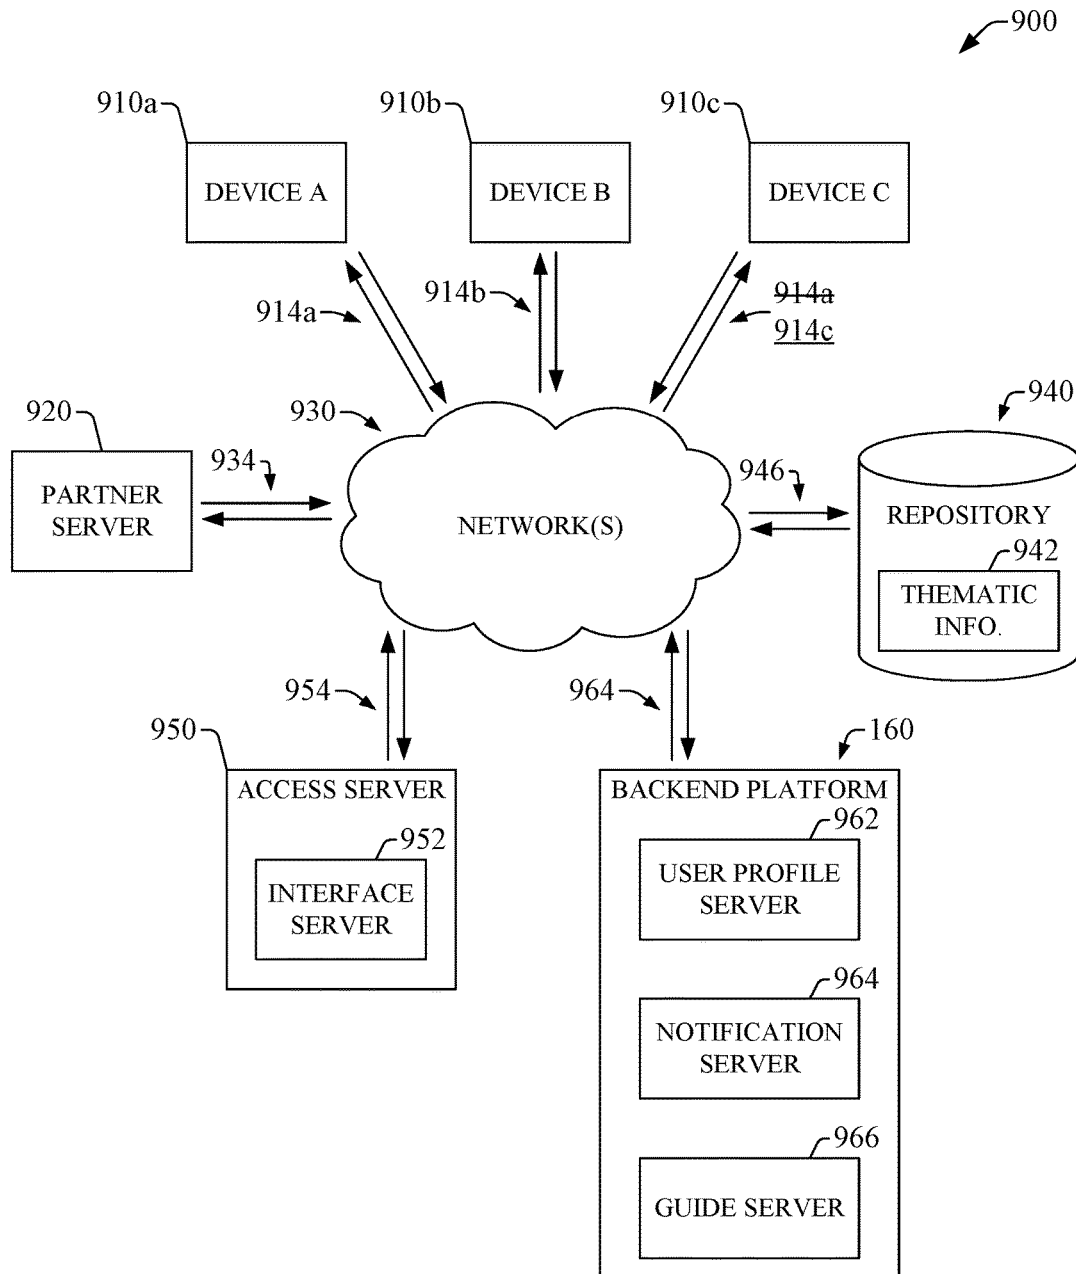 900
910a
910b
910c
DEVICE A
DEVICE B
DEVICE C
914a
914b
914a
914c
920
930
940
PARTNER
SERVER
934
NETWORK(S)
946
REPOSITORY
942
THEMATIC
INFO.
954
964
950
160
ACCESS SERVER
BACKEND PLATFORM
952
INTERFACE
SERVER
962
USER PROFILE
SERVER
964
NOTIFICATION
SERVER
966
GUIDE SERVER